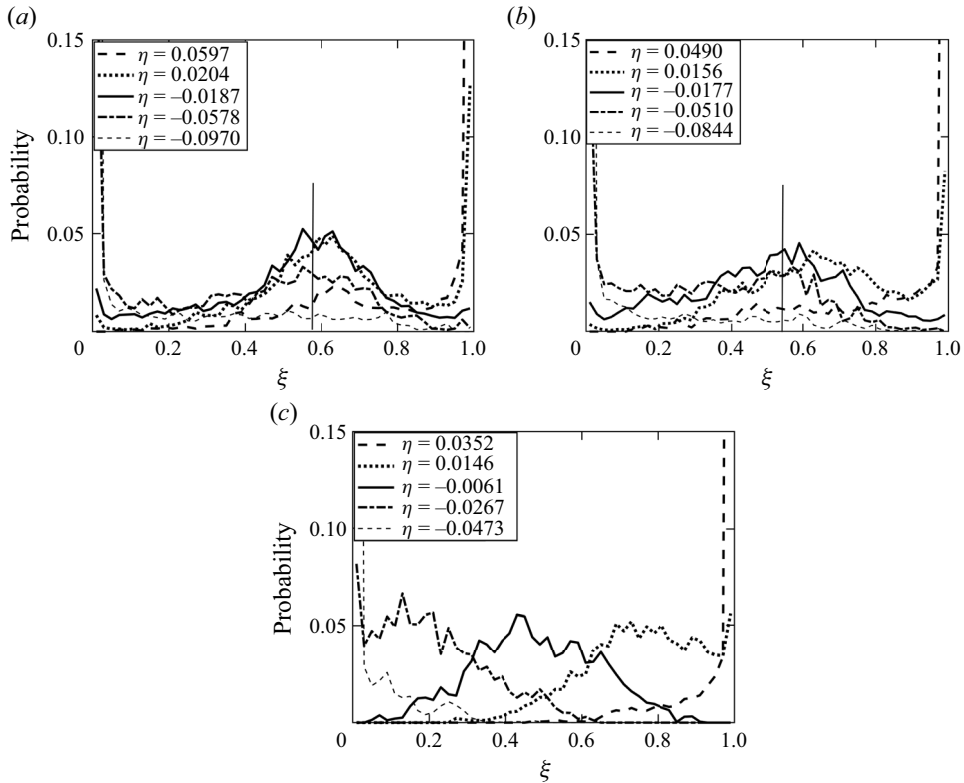 (a)
0.15
0.10
0.05
Probability
η = 0.0597
η = 0.0204
η = –0.0187
η = –0.0578
η = –0.0970
0 0.2 0.4 0.6 0.8 1.0
ξ
(b)
0.15
0.10
0.05
η = 0.0490
η = 0.0156
η = –0.0177
η = –0.0510
η = –0.0844
0 0.2 0.4 0.6 0.8 1.0
ξ
(c)
0.15
0.10
0.05
Probability
η = 0.0352
η = 0.0146
η = –0.0061
η = –0.0267
η = –0.0473
0 0.2 0.4 0.6 0.8 1.0
ξ